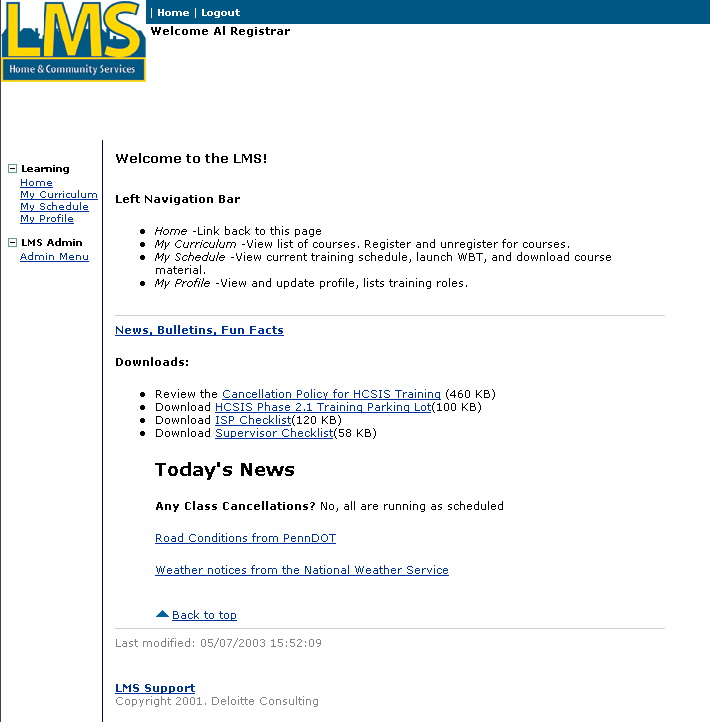 LMS
Home & Community Services
| Home | Logout
Welcome Al Registrar
Learning
Home
My Curriculum
My Schedule
My Profile
LMS Admin
Admin Menu
Welcome to the LMS!
Left Navigation Bar
• Home -Link back to this page
• My Curriculum -View list of courses. Register and unregister for courses.
• My Schedule -View current training schedule, launch WBT, and download course
material.
• My Profile -View and update profile, lists training roles.
News, Bulletins, Fun Facts
Downloads:
• Review the Cancellation Policy for HCSIS Training (460 KB)
• Download HCSIS Phase 2.1 Training Parking Lot(100 KB)
• Download ISP Checklist(120 KB)
• Download Supervisor Checklist(58 KB)
Today's News
Any Class Cancellations? No, all are running as scheduled
Road Conditions from PennDOT
Weather notices from the National Weather Service
Back to top
Last modified: 05/07/2003 15:52:09
LMS Support
Copyright 2001. Deloitte Consulting